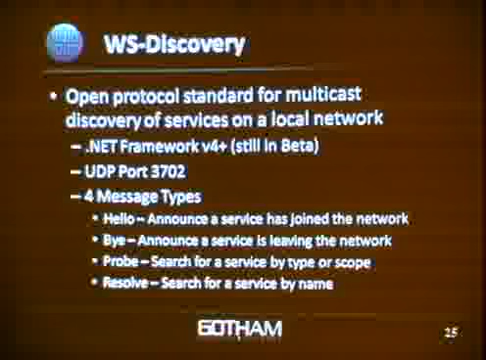 WS-Discovery
• Open protocol standard for multicast
discovery of services on a local network
– .NET Framework v4+ (still in Beta)
– UDP Port 3702
– 4 Message Types
• Hello – Announce a service has joined the network
• Bye – Announce a service is leaving the network
• Probe – Search for a service by type or scope
• Resolve – Search for a service by name
GOTHAM
25